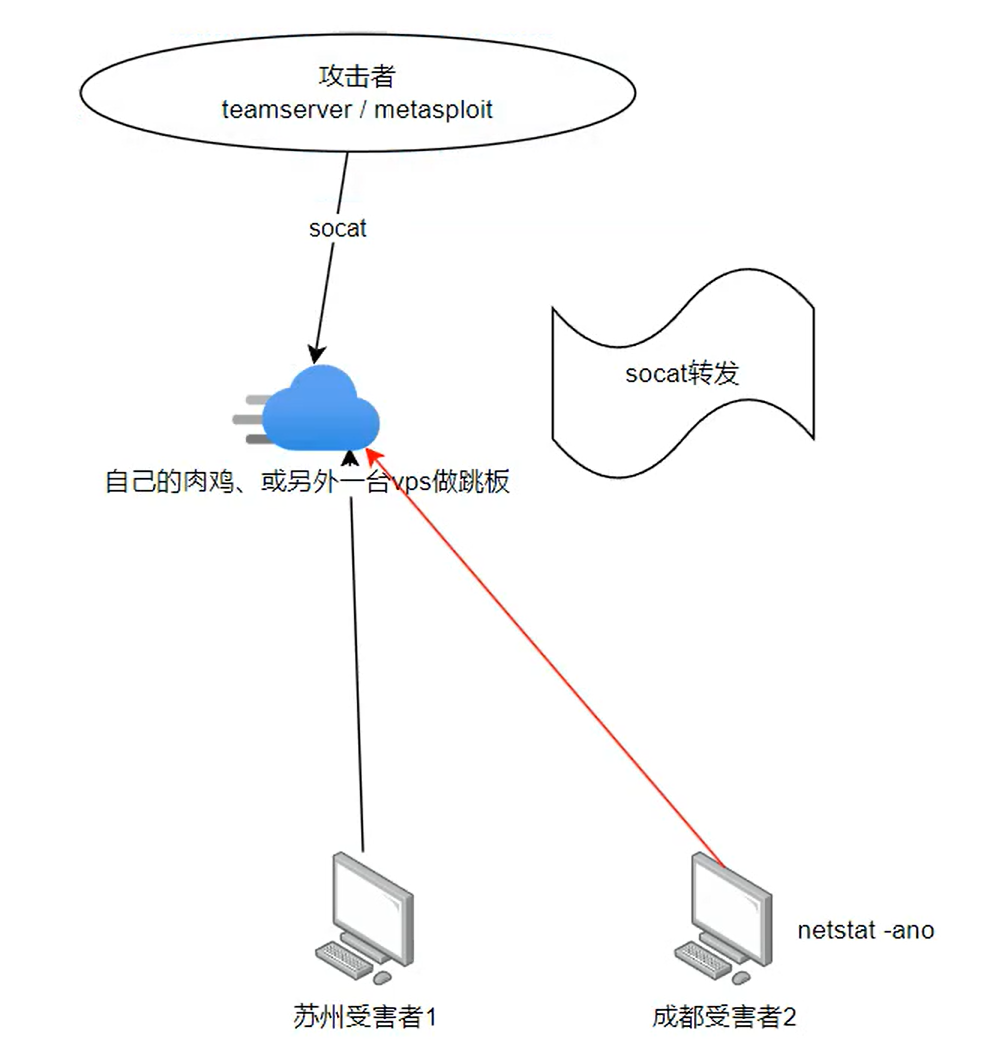 攻击者
teamserver / metasploit
socat
socat转发
自己的肉鸡、或另外一台vps做跳板
netstat -ano
苏州受害者1
成都受害者2